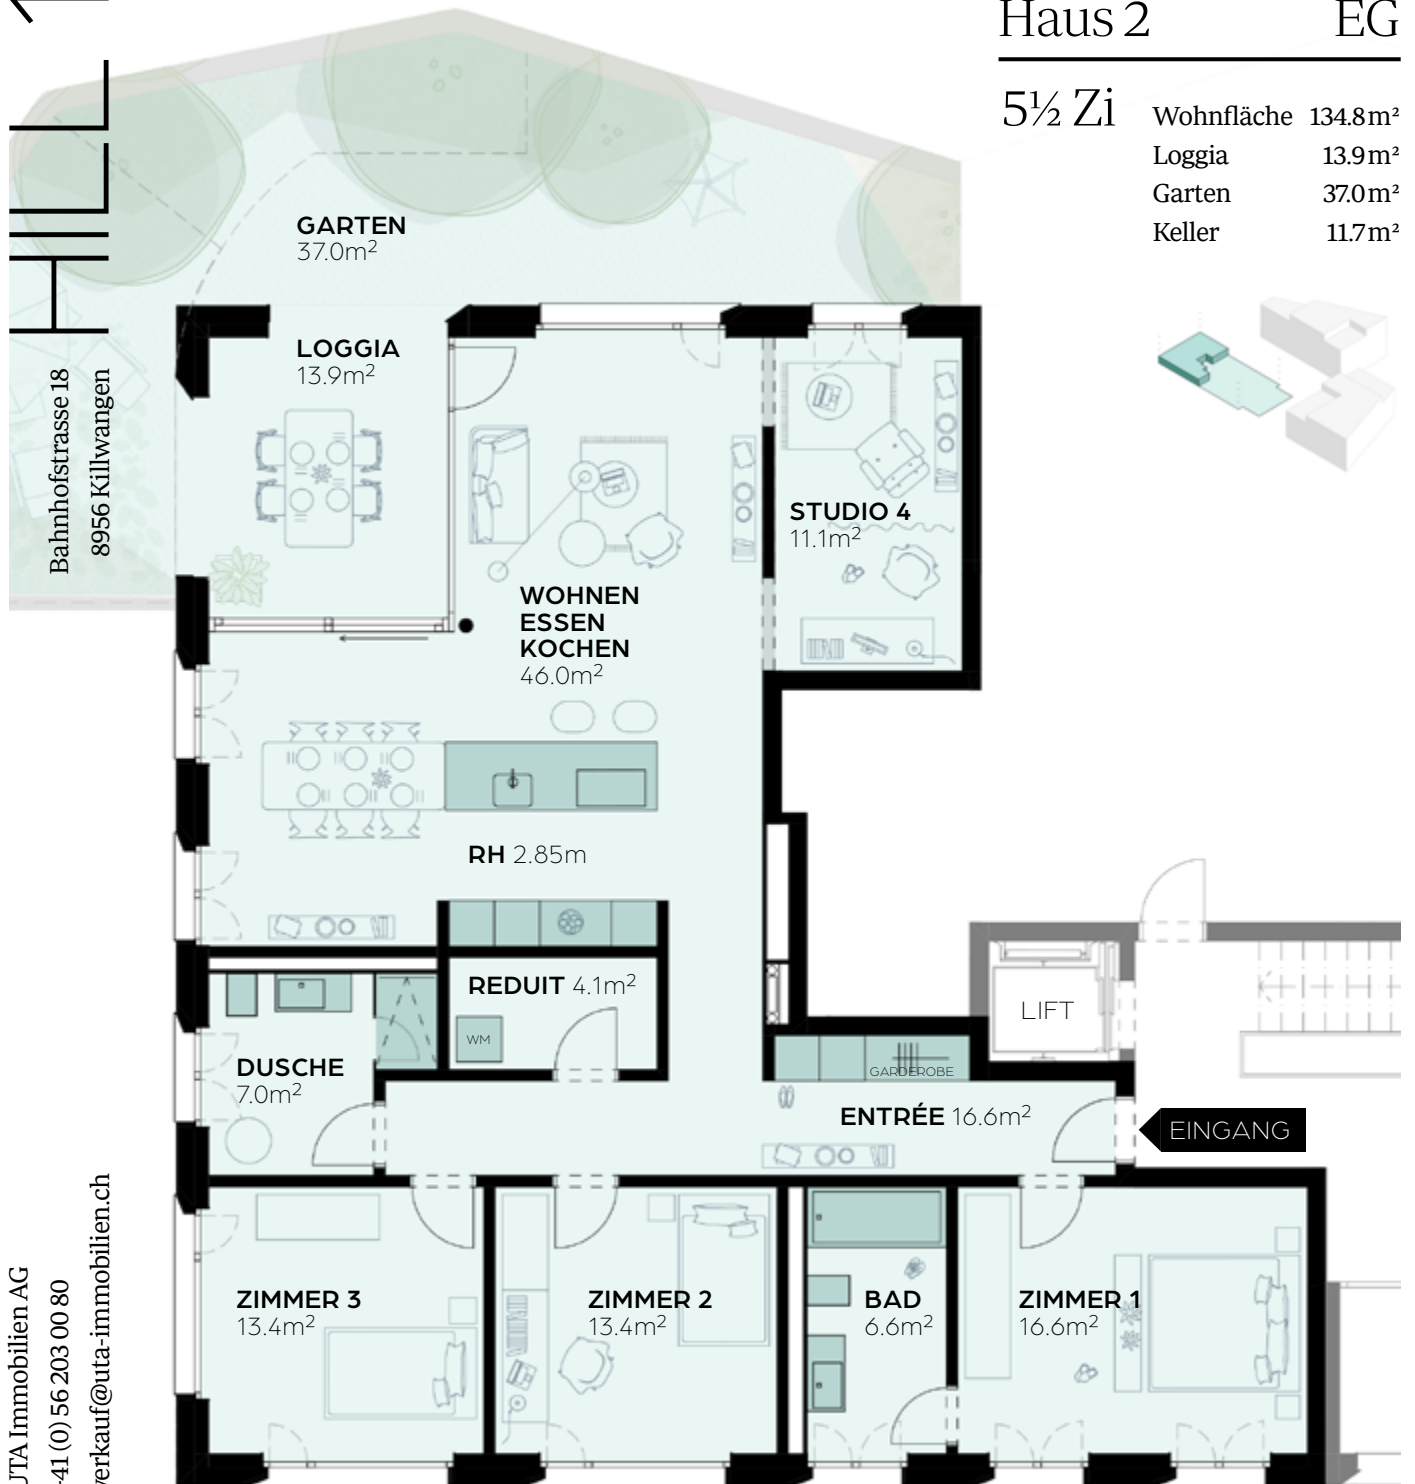 Haus 2 EG
5½ Zi
Wohnfläche 134.8 m²
Loggia 13.9 m²
Garten 37.0 m²
Keller 11.7 m²
GARTEN
37.0m²
LOGGIA
13.9m²
STUDIO 4
11.1m²
WOHNEN
ESSEN
KOCHEN
46.0m²
RH 2.85m
REDUIT 4.1m²
WM
LIFT
DUSCHE
7.0m²
GARDEROBE
ENTRÉE 16.6m²
EINGANG
ZIMMER 3
13.4m²
ZIMMER 2
13.4m²
BAD
6.6m²
ZIMMER 1
16.6m²
Bahnhofstrasse 18
8956 Killwangen
UTA Immobilien AG
+41 (0) 56 203 00 80
verkauf@uta-immobilien.ch